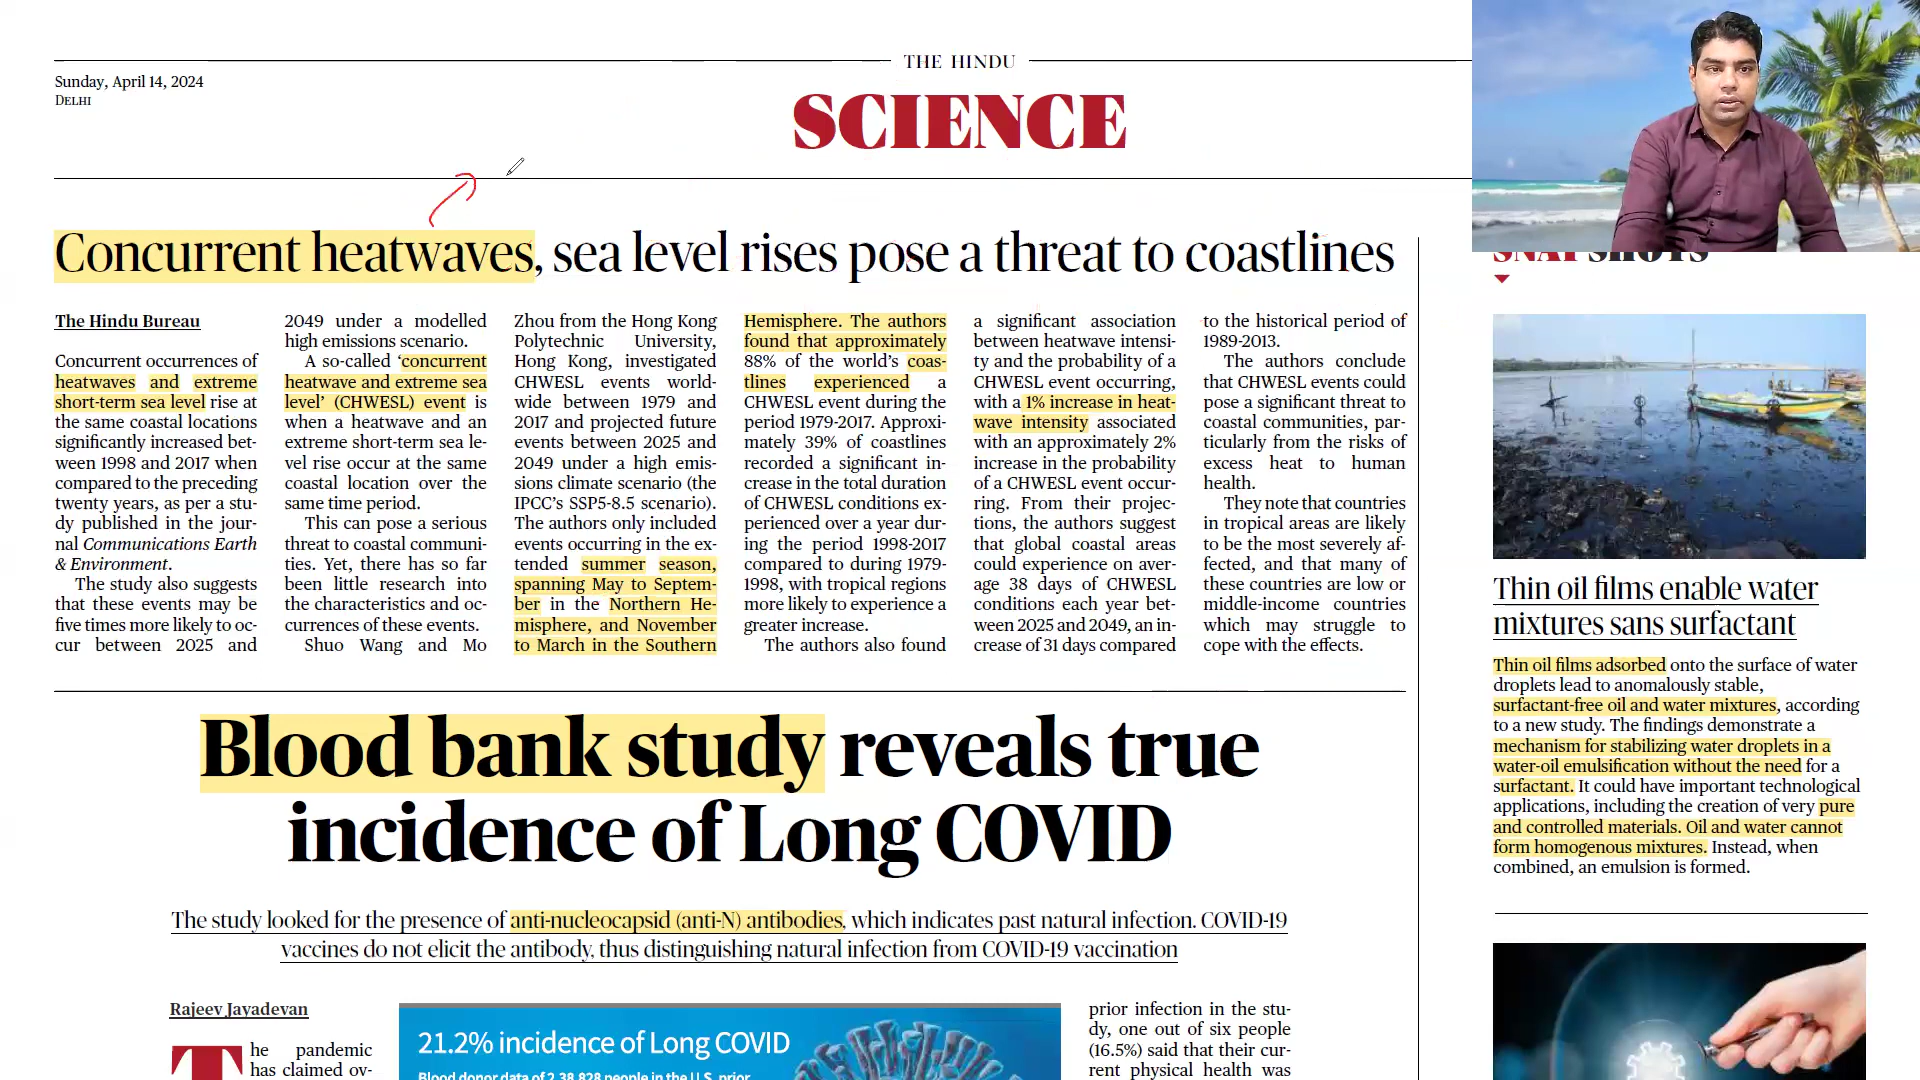 THE HINDU
Sunday, April 14, 2024
DELHI
SCIENCE
Concurrent heatwaves, sea level rises pose a threat to coastlines
The Hindu Bureau
Concurrent occurrences of
heatwaves and extreme
short-term sea level rise at
the same coastal locations
significantly increased bet-
ween 1998 and 2017 when
compared to the preceding
twenty years, as per a stu-
dy published in the jour-
nal Communications Earth
& Environment.
The study also suggests
that these events may be
five times more likely to oc-
cur between 2025 and
2049 under a modelled
high emissions scenario.
A so-called ‘concurrent
heatwave and extreme sea
level’ (CHWESL) event is
when a heatwave and an
extreme short-term sea le-
vel rise occur at the same
coastal location over the
same time period.
This can pose a serious
threat to coastal communi-
ties. Yet, there has so far
been little research into
the characteristics and oc-
currences of these events.
Shuo Wang and Mo
Zhou from the Hong Kong
Polytechnic University,
Hong Kong, investigated
CHWESL events world-
wide between 1979 and
2017 and projected future
events between 2025 and
2049 under a high emis-
sions climate scenario (the
IPCC’s SSP5-8.5 scenario).
The authors only included
events occurring in the ex-
tended summer season,
spanning May to Septem-
ber in the Northern He-
misphere, and November
to March in the Southern
Hemisphere. The authors
found that approximately
88% of the world’s coas-
tlines experienced a
CHWESL event during the
period 1979-2017. Approxi-
mately 39% of coastlines
recorded a significant in-
crease in the total duration
of CHWESL conditions ex-
perienced over a year dur-
ing the period 1998-2017
compared to during 1979-
1998, with tropical regions
more likely to experience a
greater increase.
The authors also found
a significant association
between heatwave intensi-
ty and the probability of a
CHWESL event occurring,
with a 1% increase in heat-
wave intensity associated
with an approximately 2%
increase in the probability
of a CHWESL event occur-
ring. From their projec-
tions, the authors suggest
that global coastal areas
could experience on aver-
age 38 days of CHWESL
conditions each year bet-
ween 2025 and 2049, an in-
crease of 31 days compared
to the historical period of
1989-2013.
The authors conclude
that CHWESL events could
pose a significant threat to
coastal communities, par-
ticularly from the risks of
excess heat to human
health.
They note that countries
in tropical areas are likely
to be the most severely af-
fected, and that many of
these countries are low or
middle-income countries
which may struggle to
cope with the effects.
Blood bank study reveals true
incidence of Long COVID
The study looked for the presence of anti-nucleocapsid (anti-N) antibodies, which indicates past natural infection. COVID-19
vaccines do not elicit the antibody, thus distinguishing natural infection from COVID-19 vaccination
Rajeev Jayadevan
The pandemic
has claimed ov-
21.2% incidence of Long COVID
Blood donor data of 2,38,828 people in the U.S. prior
prior infection in the stu-
dy, one out of six people
(16.5%) said that their cur-
rent physical health was
SNAPSHOTS
Thin oil films enable water
mixtures sans surfactant
Thin oil films adsorbed onto the surface of water
droplets lead to anomalously stable,
surfactant-free oil and water mixtures, according
to a new study. The findings demonstrate a
mechanism for stabilizing water droplets in a
water-oil emulsification without the need for a
surfactant. It could have important technological
applications, including the creation of very pure
and controlled materials. Oil and water cannot
form homogenous mixtures. Instead, when
combined, an emulsion is formed.